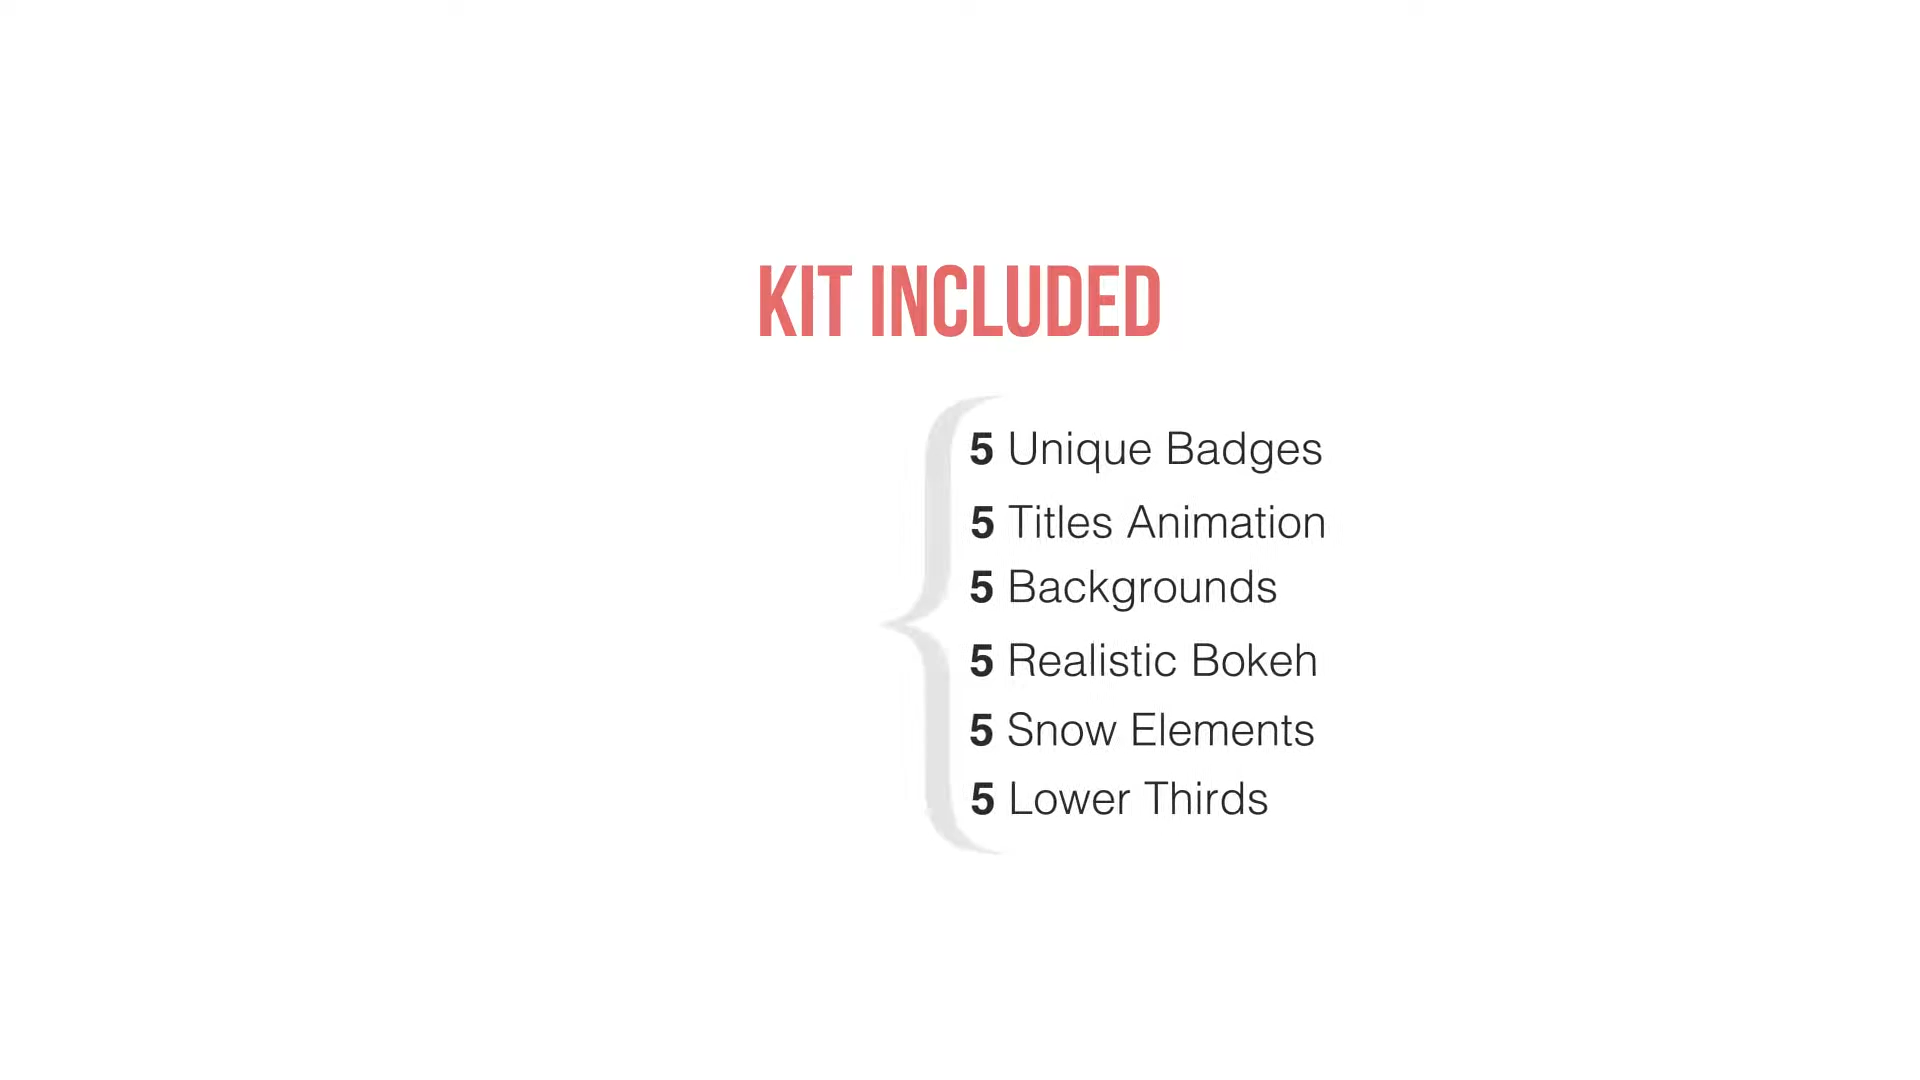 KIT INCLUDED
5 Unique Badges
5 Titles Animation
5 Backgrounds
5 Realistic Bokeh
5 Snow Elements
5 Lower Thirds